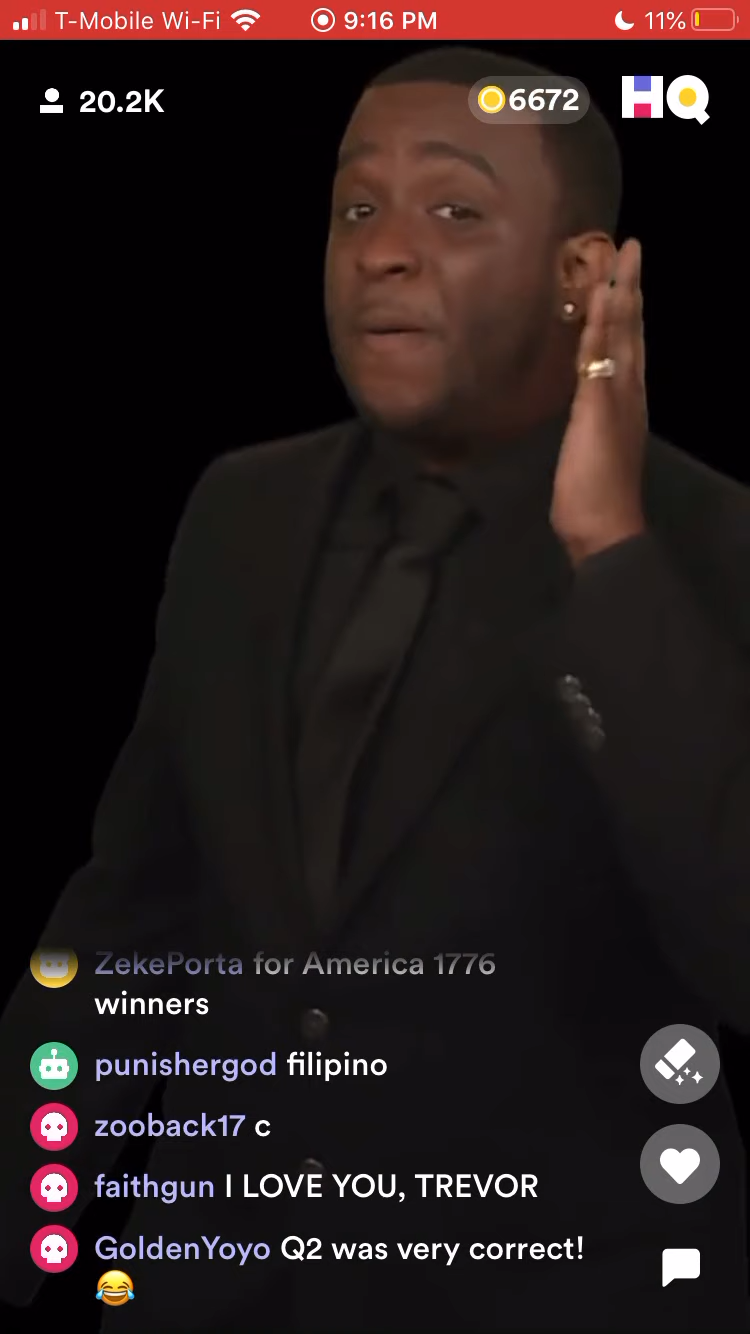 T-Mobile Wi-Fi 9:16 PM 11%
20.2K 6672 HQ
ZekePorta for America 1776
winners
punishergod filipino
zooback17 c
faithgun I LOVE YOU, TREVOR
GoldenYoyo Q2 was very correct!
😂